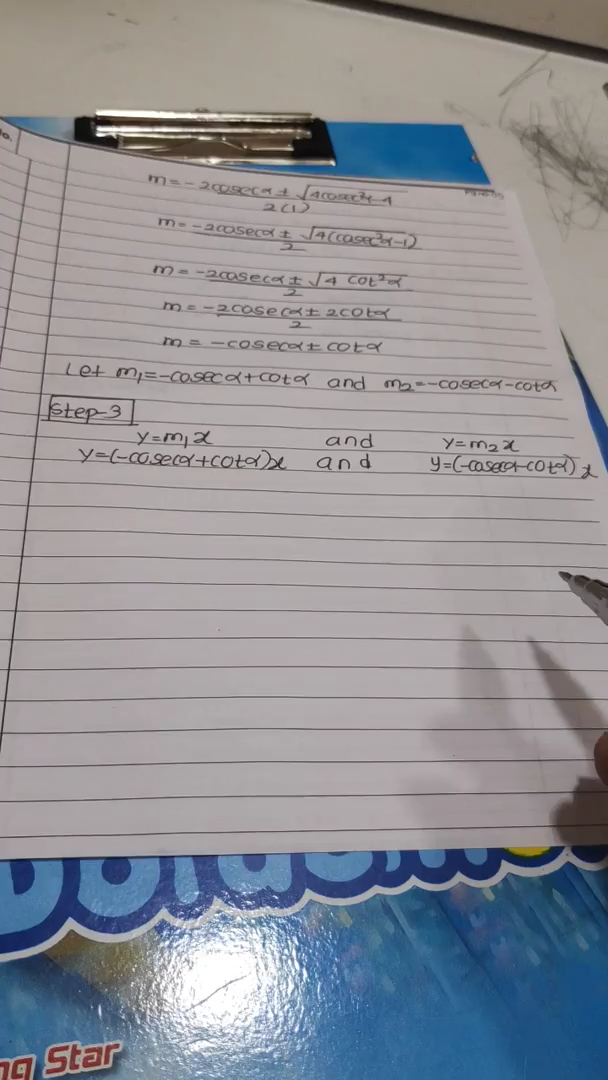 m = -2cosecα ± √4cosec²α-4
2(1)
m = -2cosecα ± √4(cosec²α-1)
2
m = -2cosecα ± √4 cot²α
2
m = -2cosecα ± 2cotα
2
m = -cosecα ± cotα
Let m₁=-cosecα+cotα and m₂=-cosecα-cotα
Step-3
y=m₁x and y=m₂x
y=(-cosecα+cotα)x and y=(-cosecα-cotα)x
ng Star